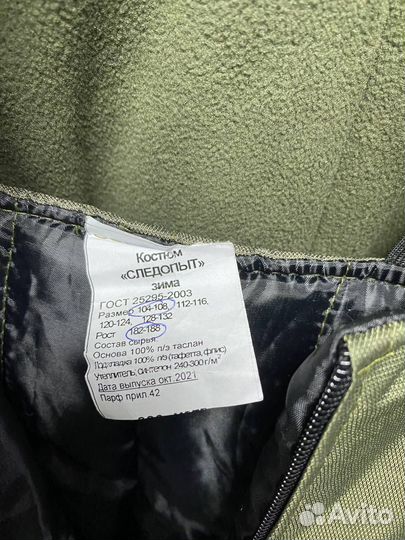 Костюм
«СЛЕДОПЫТ»
зима
ГОСТ 25295-2003
Размер 104-108, 112-116,
120-124, 128-132
Рост 182-188
Состав сырья:
Основа 100% п/э таслан
Подкладка 100% п/э (таффета, флис)
Утеплитель, синтепон 240-300 г/м²
Дата выпуска окт.2021
Парф прил.42
Avito